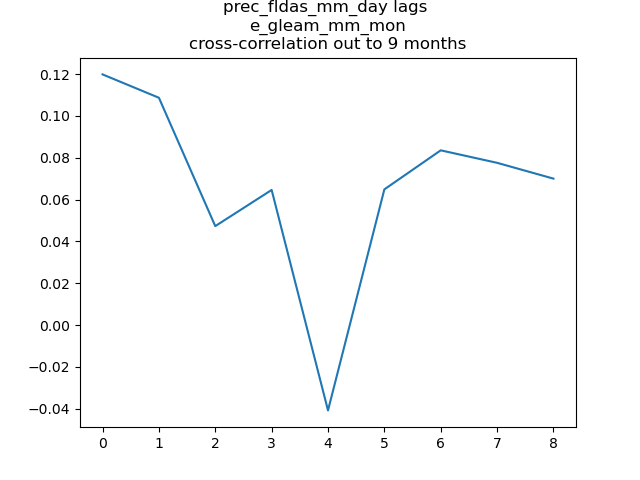 prec_fldas_mm_day lags
e_gleam_mm_mon
cross-correlation out to 9 months
0.12
0.10
0.08
0.06
0.04
0.02
0.00
−0.02
−0.04
0 1 2 3 4 5 6 7 8